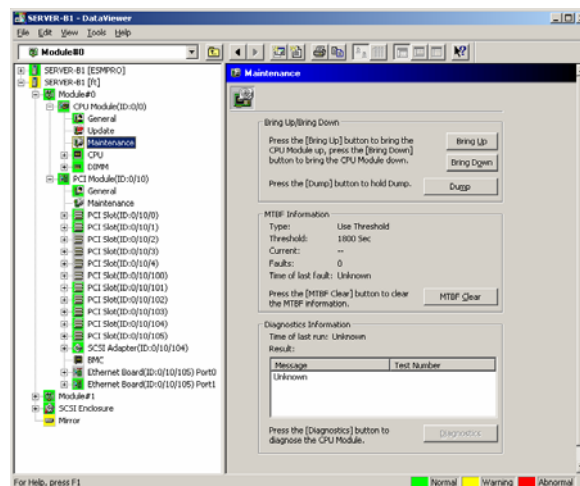 SERVER-B1 - DataViewer
File Edit View Tools Help
Module#0
SERVER-B1 [ESMPRO]
SERVER-B1 [ft]
Module#0
CPU Module(ID:0/0)
General
Update
Maintenance
CPU
DIMM
PCI Module(ID:0/10)
General
Maintenance
PCI Slot(ID:0/10/0)
PCI Slot(ID:0/10/1)
PCI Slot(ID:0/10/2)
PCI Slot(ID:0/10/3)
PCI Slot(ID:0/10/4)
PCI Slot(ID:0/10/100)
PCI Slot(ID:0/10/101)
PCI Slot(ID:0/10/102)
PCI Slot(ID:0/10/103)
PCI Slot(ID:0/10/104)
PCI Slot(ID:0/10/105)
SCSI Adapter(ID:0/10/104)
BMC
Ethernet Board(ID:0/10/105) Port0
Ethernet Board(ID:0/10/105) Port1
Module#1
SCSI Enclosure
Mirror
Maintenance
Bring Up/Bring Down
Press the [Bring Up] button to bring the
CPU Module up, press the [Bring Down]
button to bring the CPU Module down.
Bring Up
Bring Down
Press the [Dump] button to hold Dump.
Dump
MTBF Information
Type: Use Threshold
Threshold: 1800 Sec
Current: --
Faults: 0
Time of last fault: Unknown
Press the [MTBF Clear] button to clear
the MTBF information.
MTBF Clear
Diagnostics Information
Time of last run: Unknown
Result:
Message Test Number
Unknown
Press the [Diagnostics] button to
diagnose the CPU Module.
Diagnostics
For Help, press F1
Normal Warning Abnormal